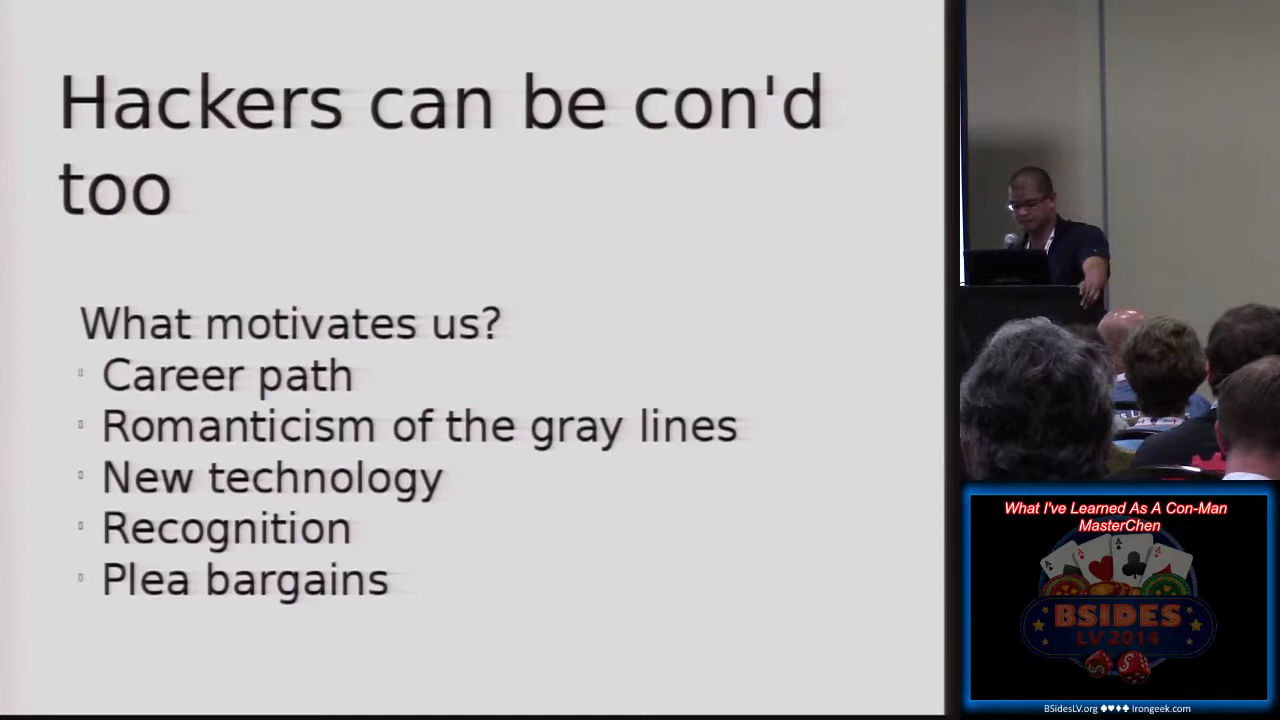 Hackers can be con'd
too
What motivates us?
Career path
Romanticism of the gray lines
New technology
Recognition
Plea bargains
What I've Learned As A Con-Man
MasterChen
BSIDES
LV 2014
BSidesLV.org ♠♥♦♣ Irongeek.com